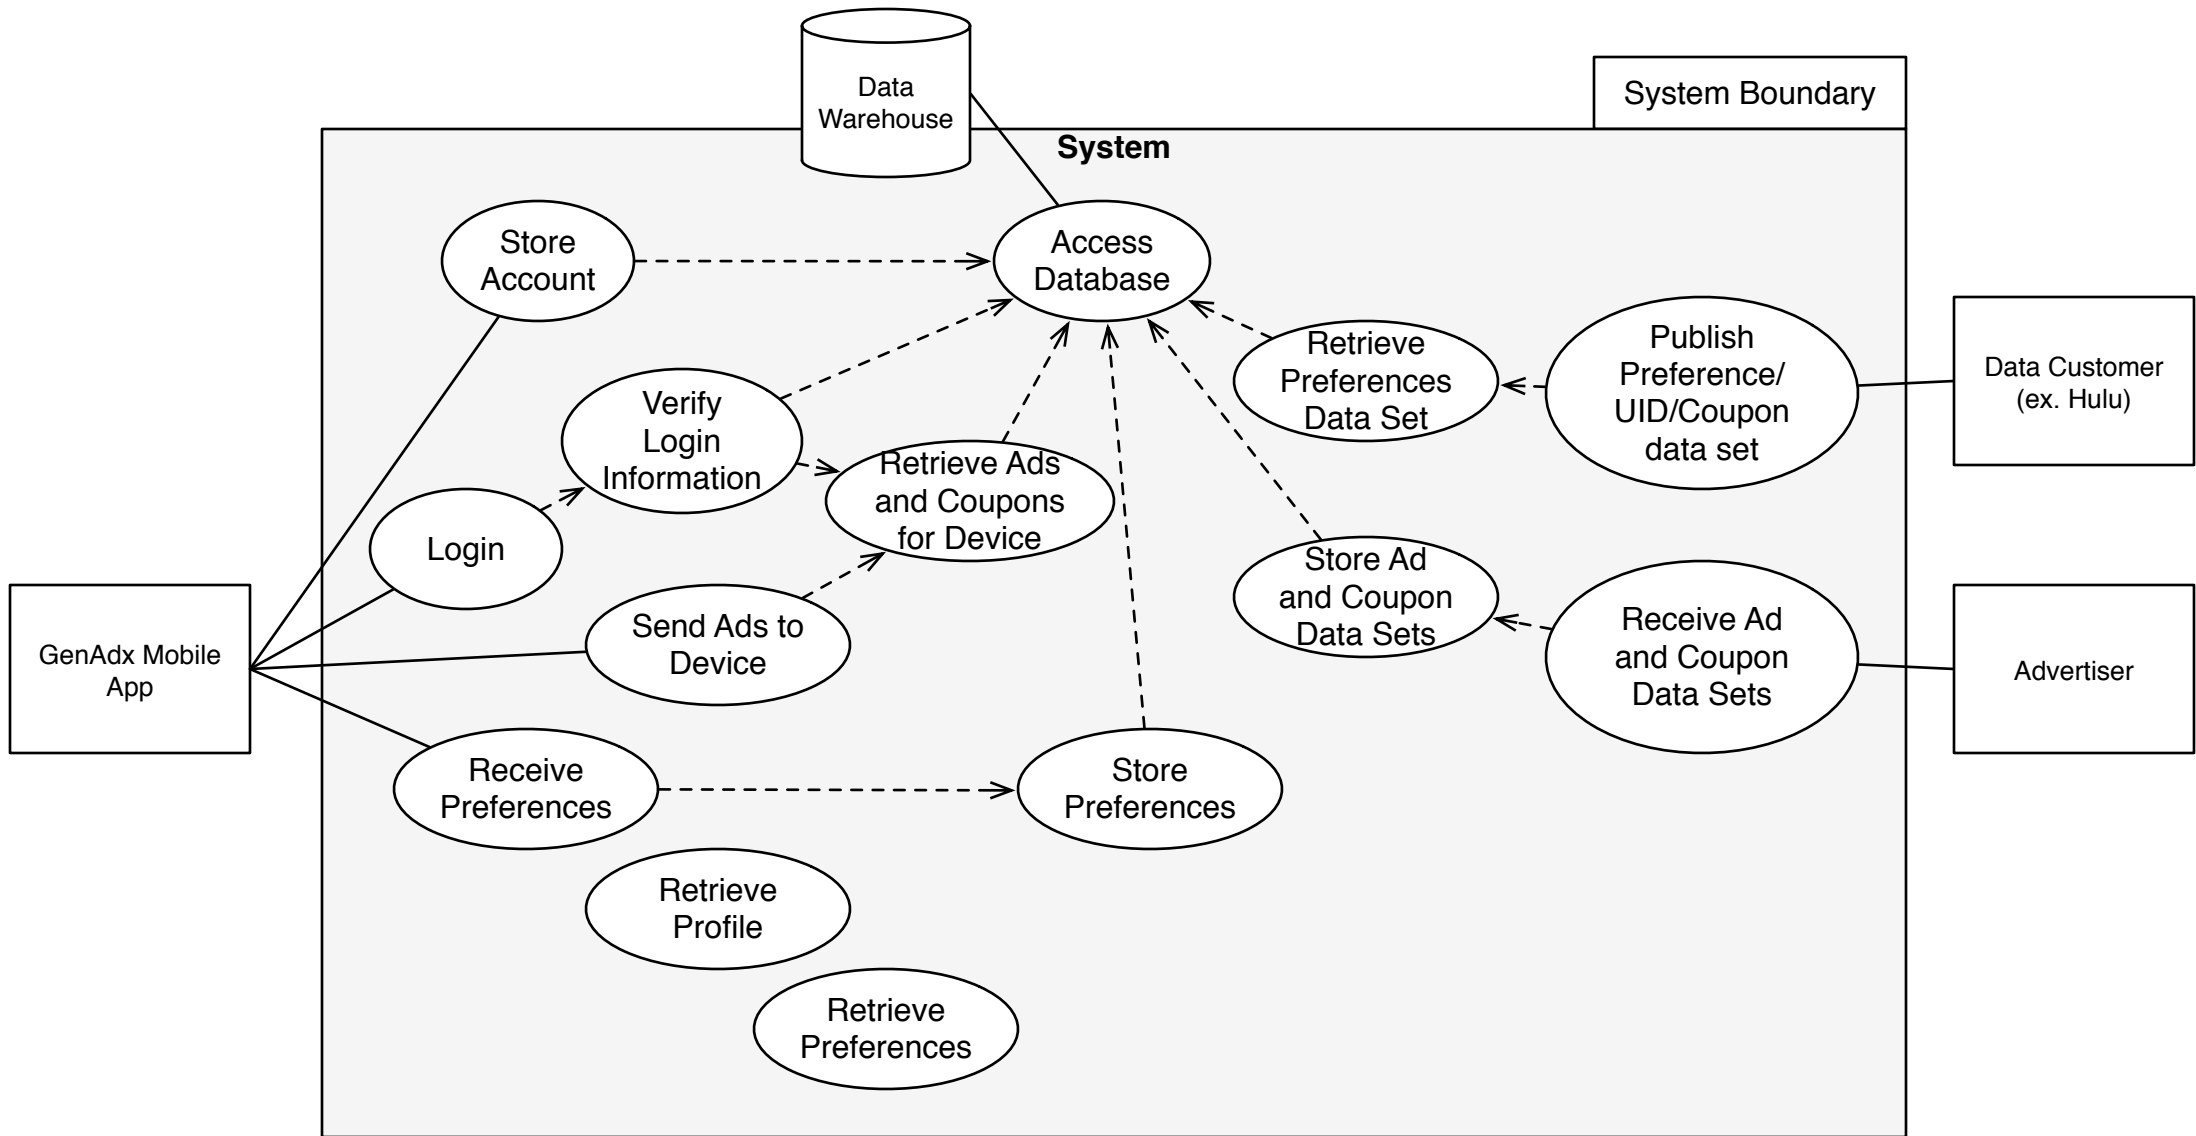 Data
Warehouse
System Boundary
System
Store
Account
Access
Database
Verify
Login
Information
Retrieve
Preferences
Data Set
Publish
Preference/
UID/Coupon
data set
Data Customer
(ex. Hulu)
Login
Retrieve Ads
and Coupons
for Device
GenAdx Mobile
App
Send Ads to
Device
Store Ad
and Coupon
Data Sets
Receive Ad
and Coupon
Data Sets
Advertiser
Receive
Preferences
Store
Preferences
Retrieve
Profile
Retrieve
Preferences